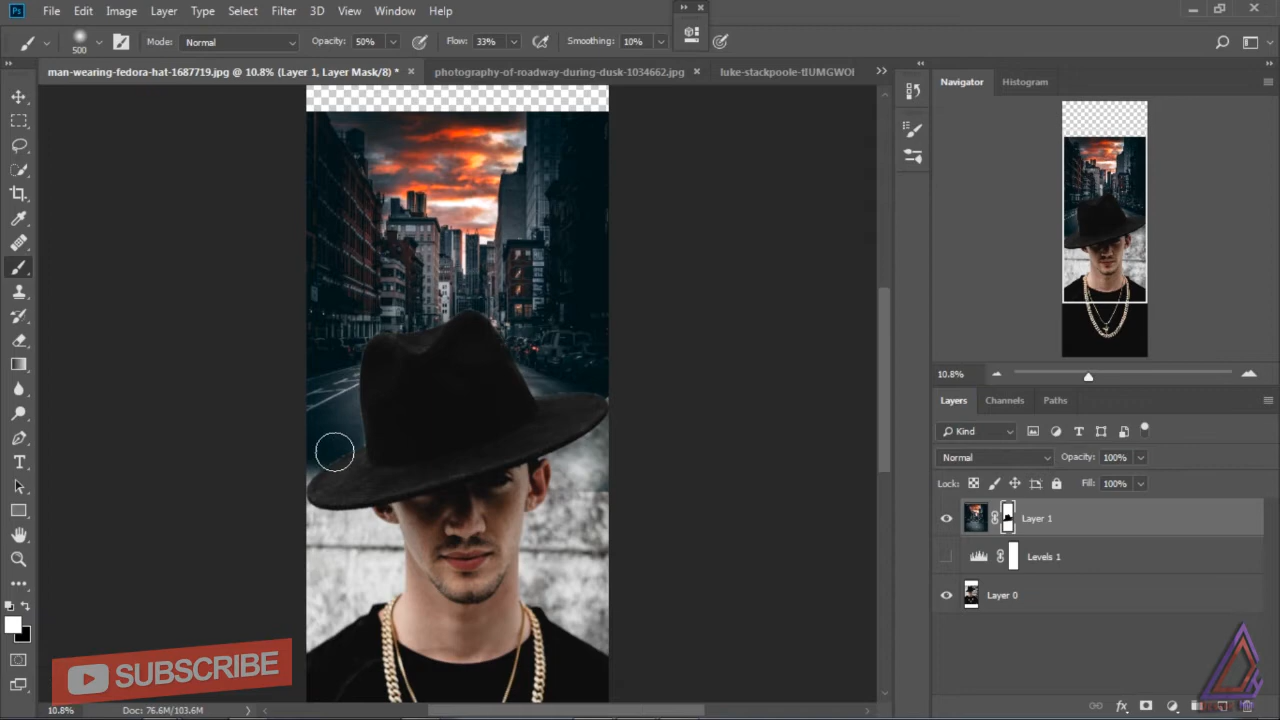 Ps File Edit Image Layer Type Select Filter 3D View Window Help
500 Mode: Normal Opacity: 50% Flow: 33% Smoothing: 10%
man-wearing-fedora-hat-1687719.jpg @ 10.8% (Layer 1, Layer Mask/8) * photography-of-roadway-during-dusk-1034662.jpg luke-stackpoole-tIUMGWOI
Navigator Histogram
10.8%
Layers Channels Paths
Kind
Normal Opacity: 100%
Lock: Fill: 100%
Layer 1
Levels 1
Layer 0
SUBSCRIBE
10.8% Doc: 76.6M/103.6M